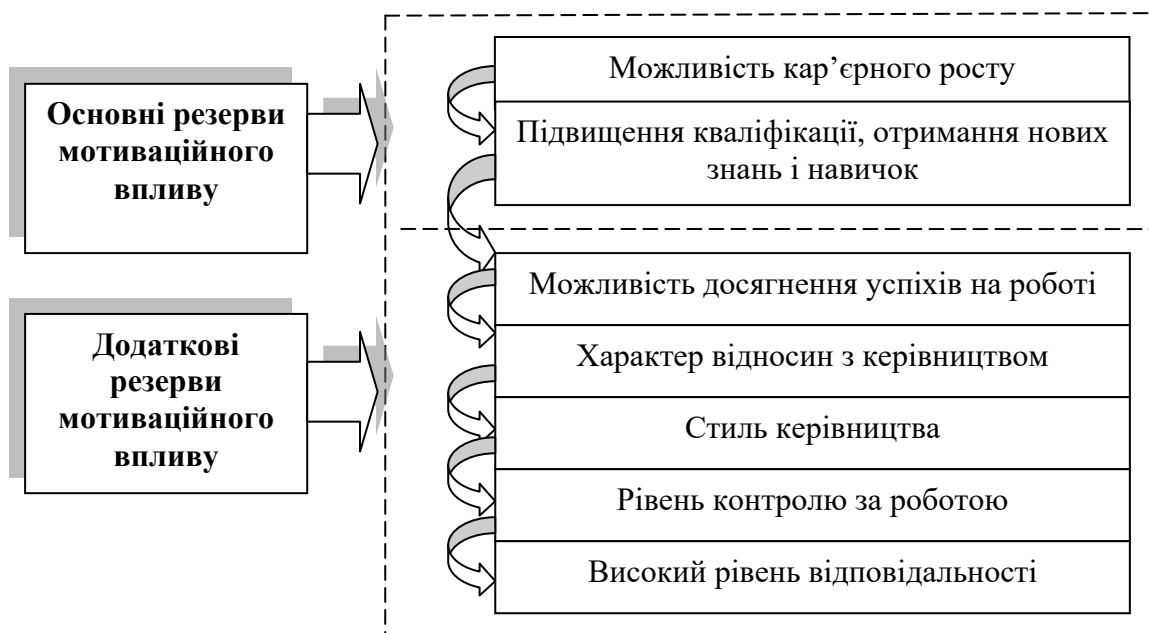 Основні резерви
мотиваційного
впливу
Можливість кар’єрного росту
Підвищення кваліфікації, отримання нових
знань і навичок
Додаткові
резерви
мотиваційного
впливу
Можливість досягнення успіхів на роботі
Характер відносин з керівництвом
Стиль керівництва
Рівень контролю за роботою
Високий рівень відповідальності